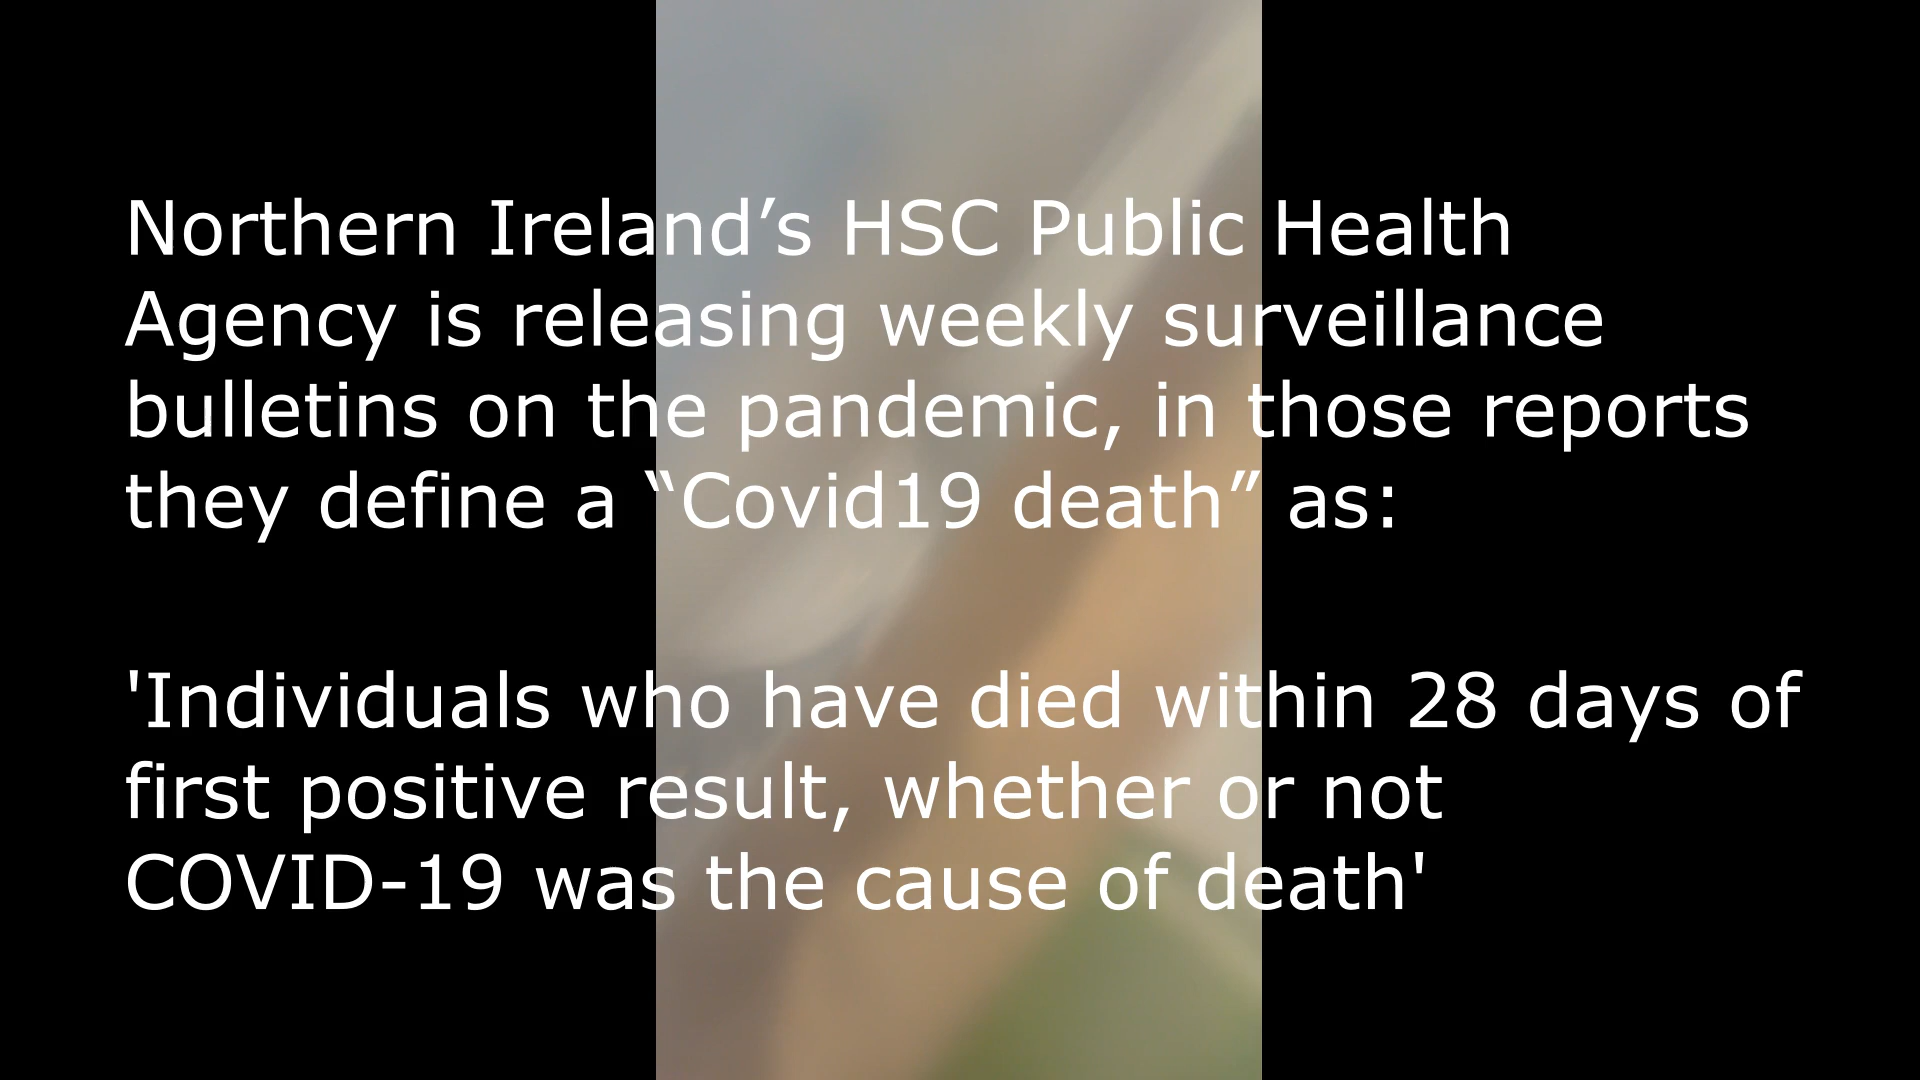 Northern Ireland’s HSC Public Health
Agency is releasing weekly surveillance
bulletins on the pandemic, in those reports
they define a “Covid19 death” as:
'Individuals who have died within 28 days of
first positive result, whether or not
COVID-19 was the cause of death'